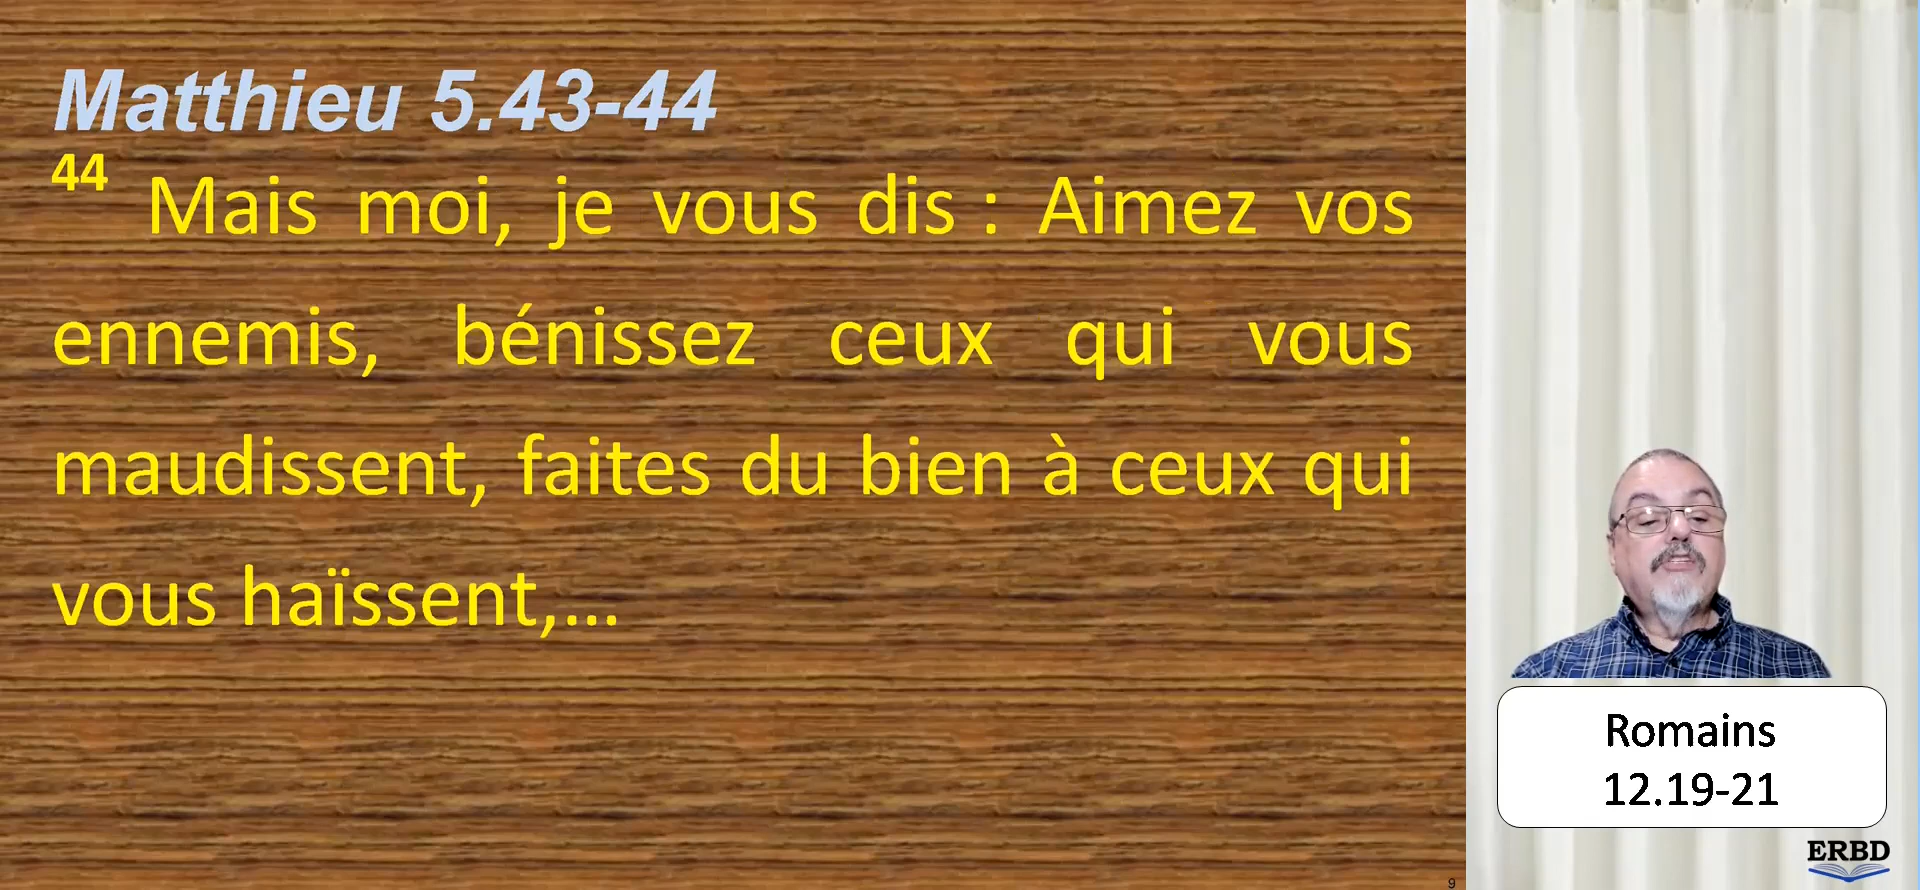 Matthieu 5.43-44
44 Mais moi, je vous dis : Aimez vos
ennemis, bénissez ceux qui vous
maudissent, faites du bien à ceux qui
vous haïssent,...
Romains
12.19-21
ERBD
9